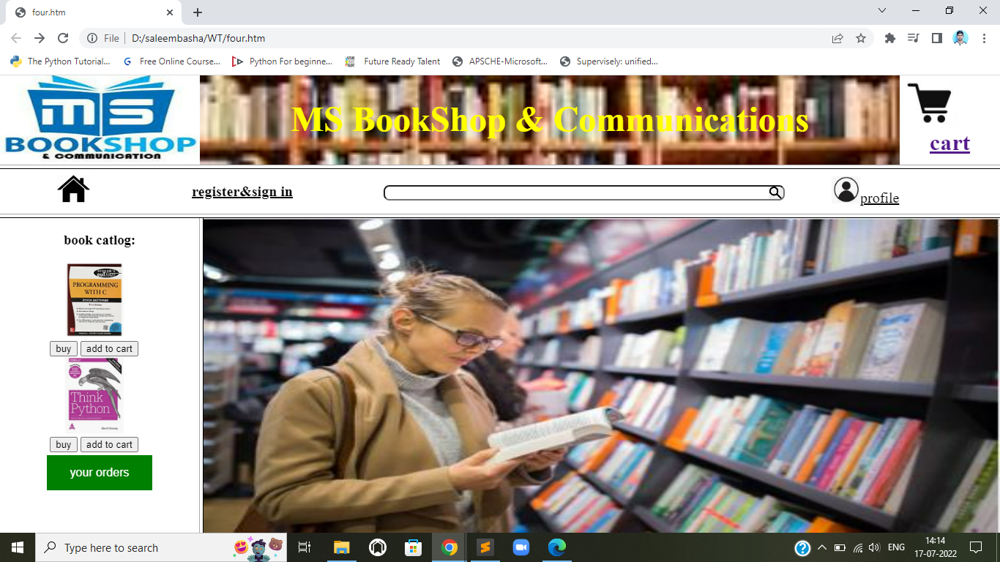 four.htm
File | D:/saleembasha/WT/four.htm
The Python Tutorial... Free Online Course... Python For beginne... Future Ready Talent APSCHE-Microsoft... Supervisely: unified...
MS
BOOKSHOP
& COMMUNICATION
MS BookShop & Communications
cart
register&sign in
profile
book catlog:
PROGRAMMING
WITH C
buy add to cart
Think
Python
buy add to cart
your orders
Type here to search
ENG
14:14
17-07-2022